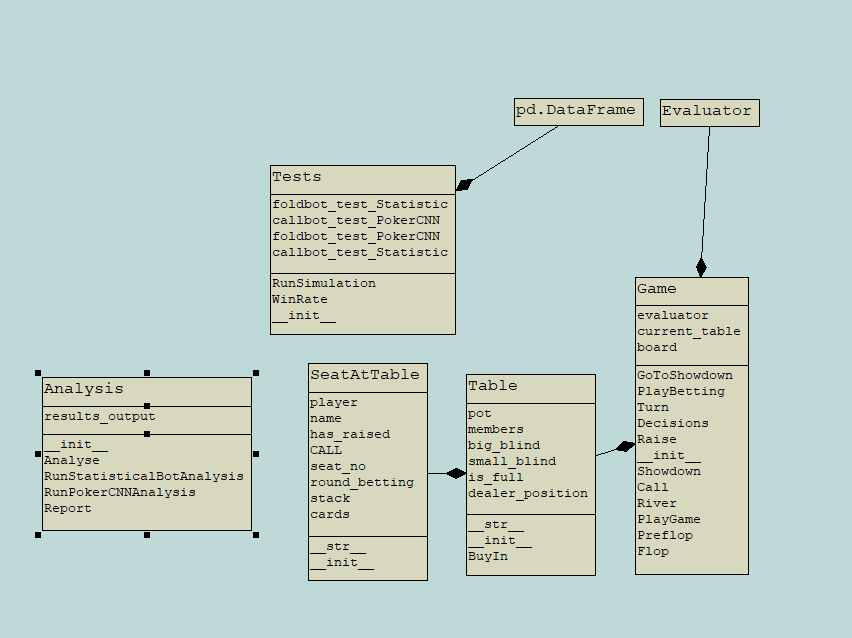 pd.DataFrame
Evaluator
Tests
foldbot_test_Statistic
callbot_test_PokerCNN
foldbot_test_PokerCNN
callbot_test_Statistic
RunSimulation
WinRate
__init__
Game
evaluator
current_table
board
GoToShowdown
PlayBetting
Turn
Decisions
Raise
__init__
Showdown
Call
River
PlayGame
Preflop
Flop
SeatAtTable
player
name
has_raised
CALL
seat_no
round_betting
stack
cards
__str__
__init__
Table
pot
members
big_blind
small_blind
is_full
dealer_position
__str__
__init__
BuyIn
Analysis
results_output
__init__
Analyse
RunStatisticalBotAnalysis
RunPokerCNNAnalysis
Report